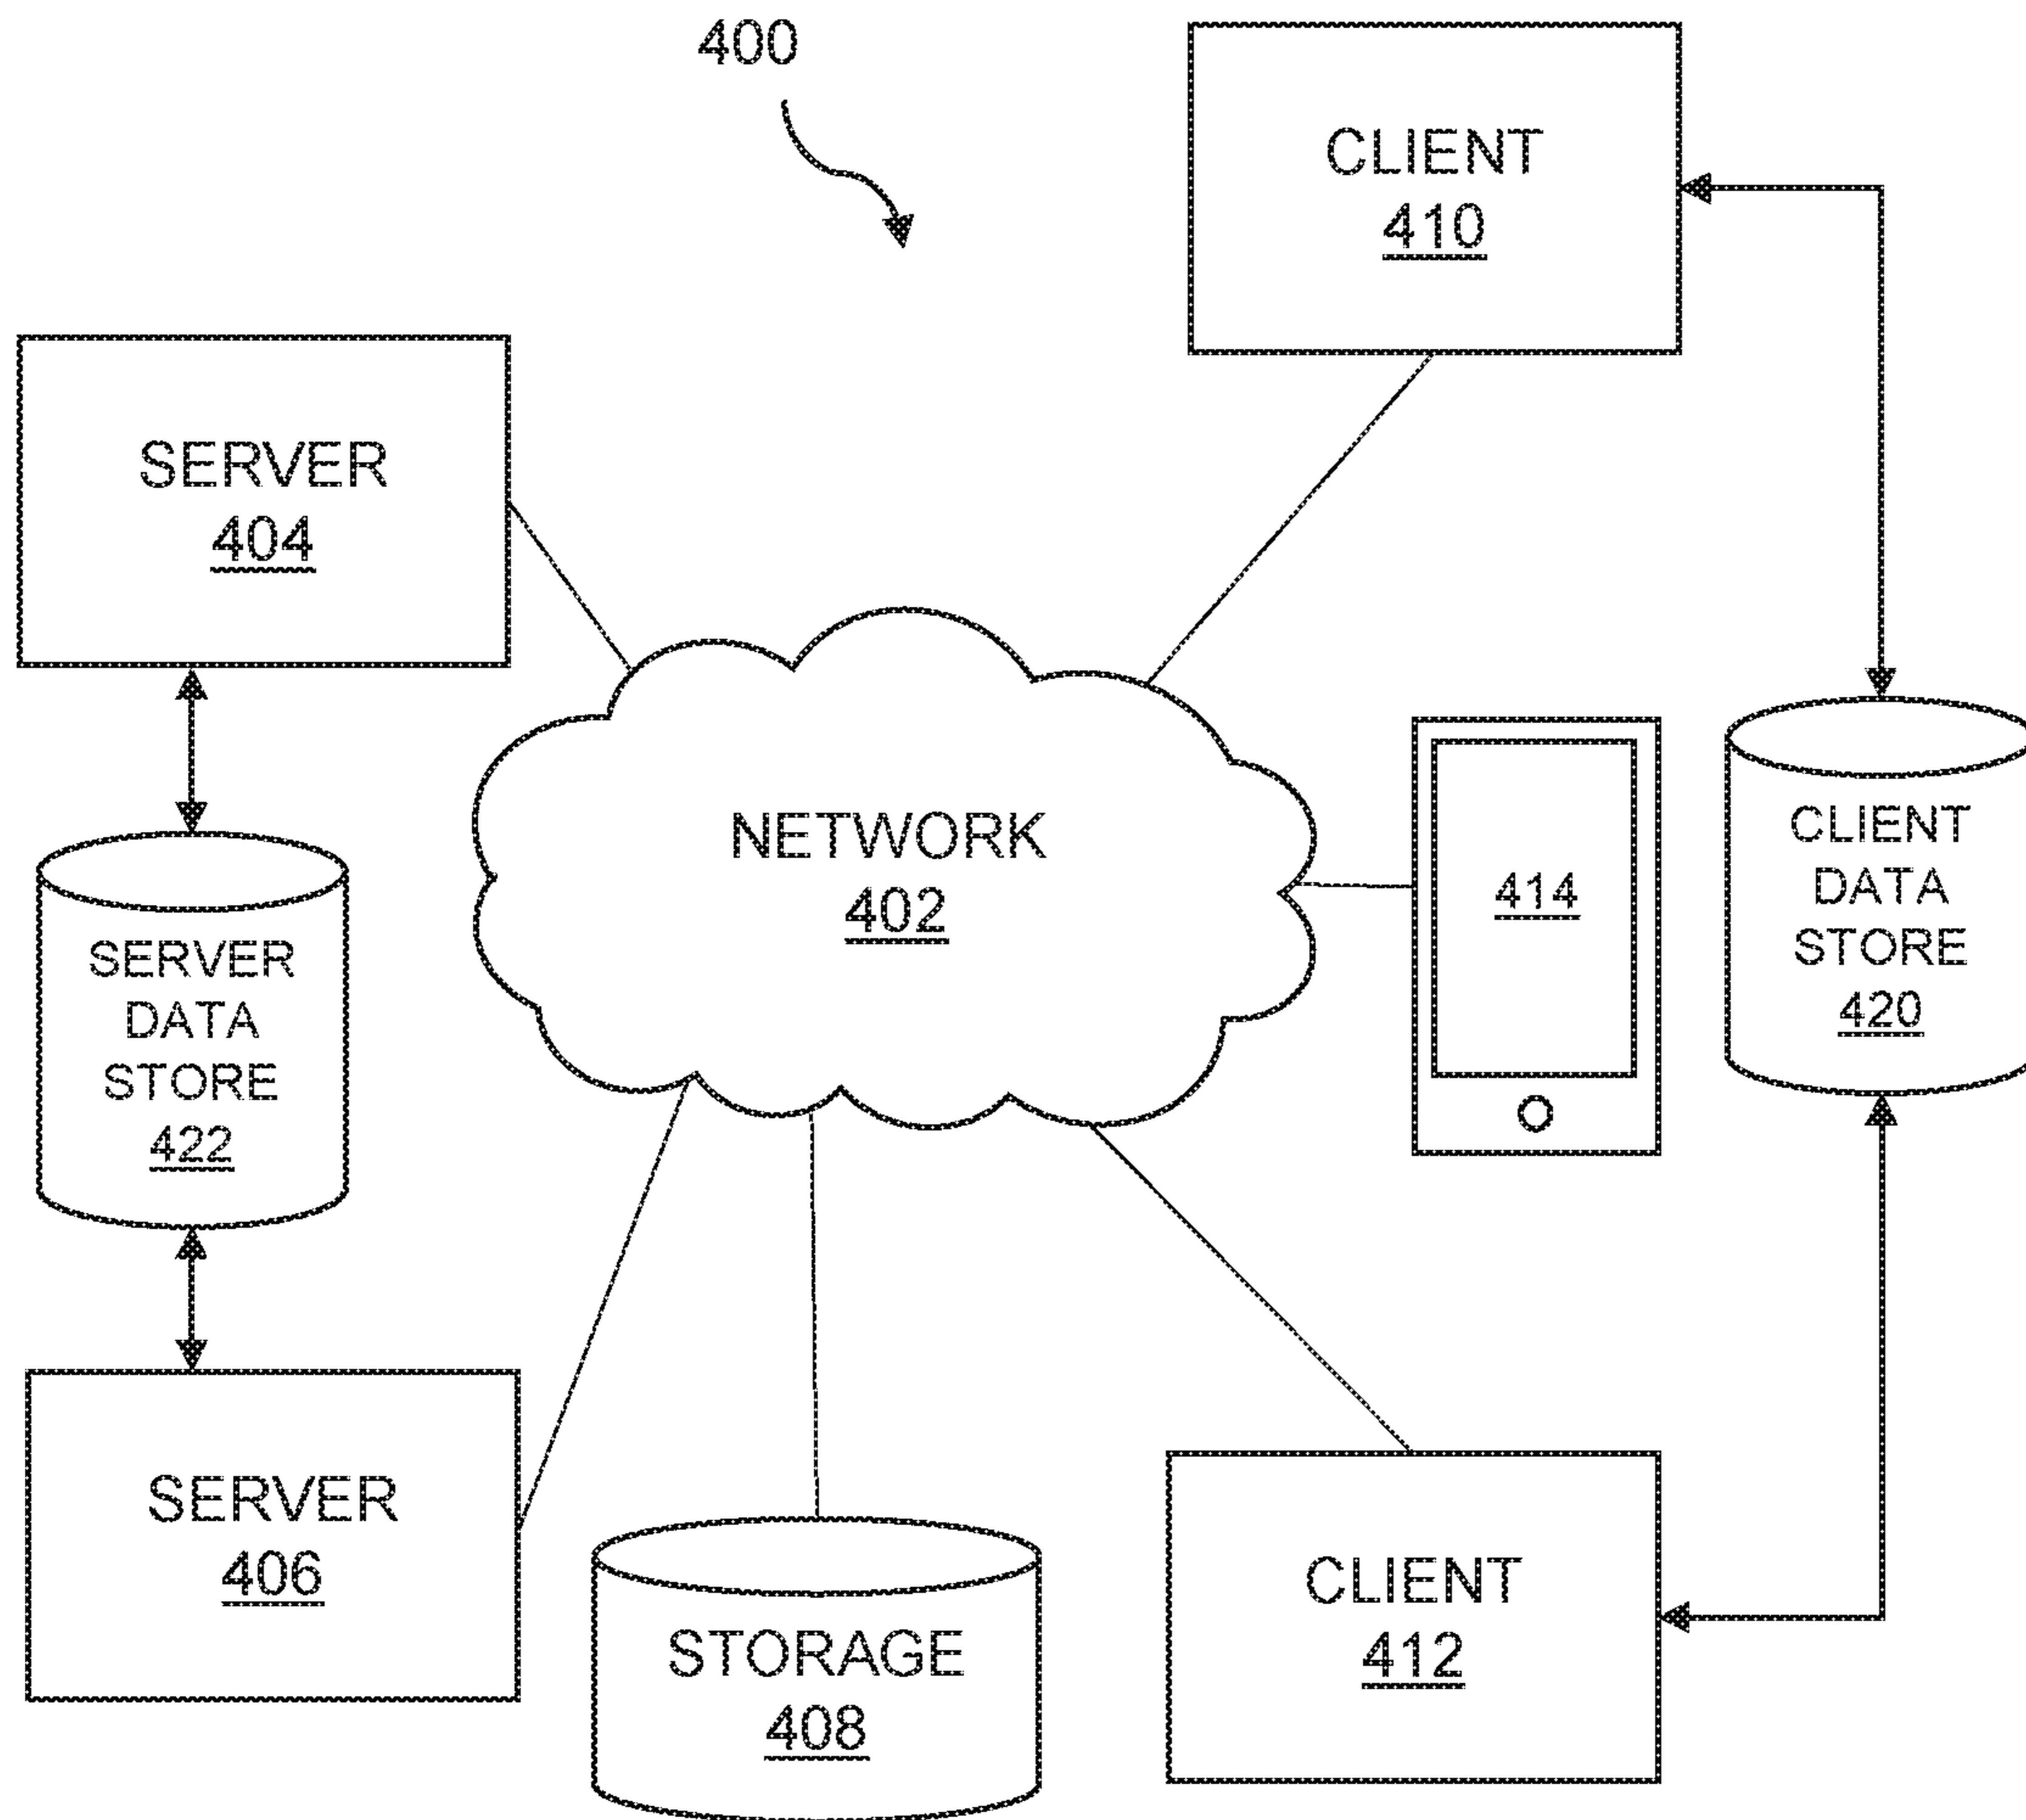 400
CLIENT
410
SERVER
404
NETWORK
402
414
CLIENT
DATA
STORE
420
SERVER
DATA
STORE
422
SERVER
406
STORAGE
408
CLIENT
412